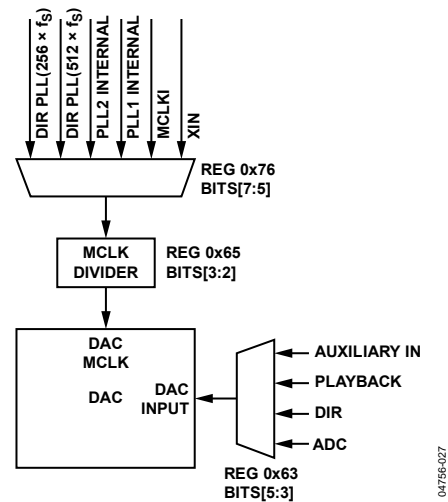 DIR PLL(256 × fS)
DIR PLL(512 × fS)
PLL2 INTERNAL
PLL1 INTERNAL
MCLKI
XIN
REG 0x76
BITS[7:5]
MCLK
DIVIDER
REG 0x65
BITS[3:2]
DAC
MCLK
DAC
DAC
INPUT
AUXILIARY IN
PLAYBACK
DIR
ADC
REG 0x63
BITS[5:3]
04756-027